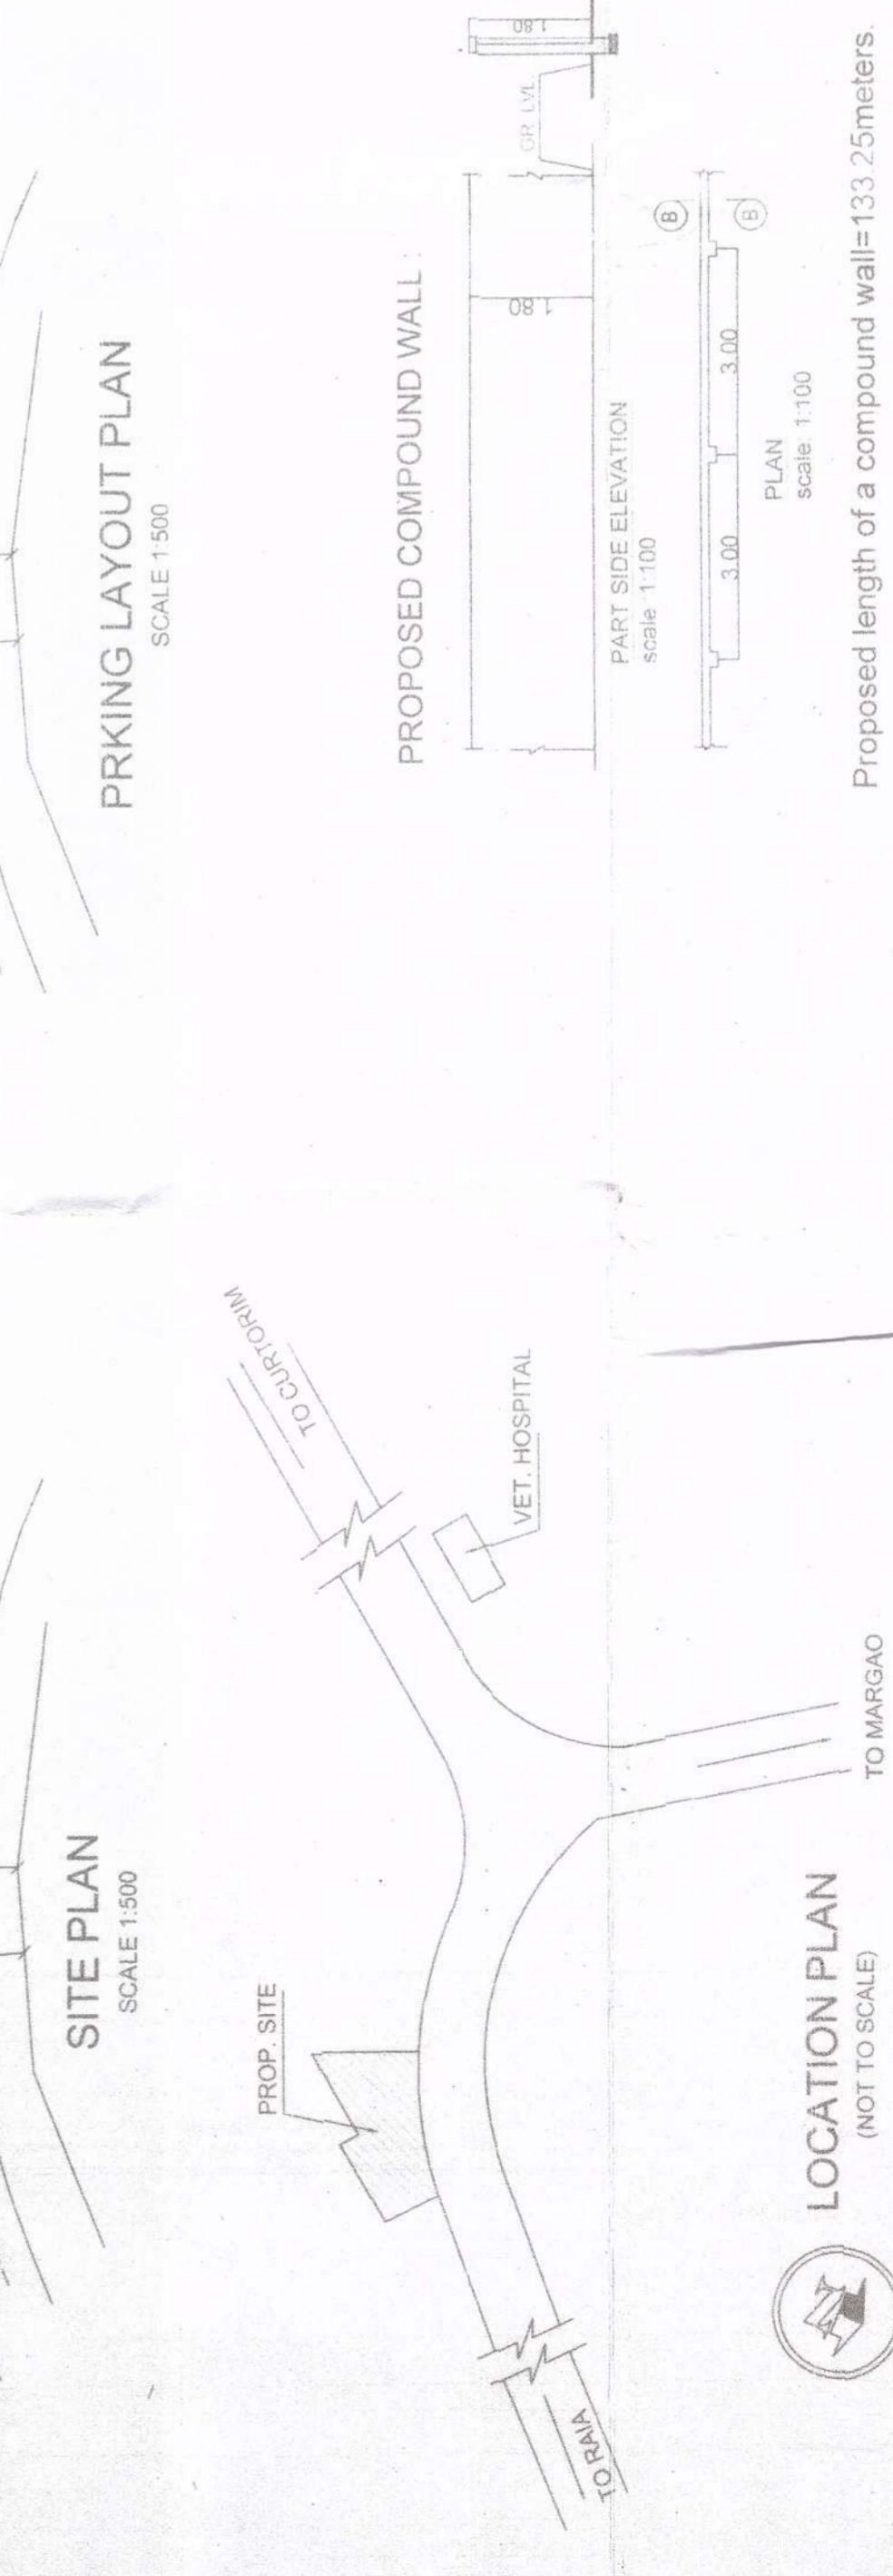 SITE PLAN
SCALE 1:500
PRKING LAYOUT PLAN
SCALE 1:500
PROP. SITE
TO CURTORIM
VET. HOSPITAL
TO RAIA
TO MARGAO
LOCATION PLAN
(NOT TO SCALE)
N
PROPOSED COMPOUND WALL :
1.80
GR. LVL.
1.80
PART SIDE ELEVATION
scale 1:100
B
B
3.00
3.00
PLAN
scale: 1:100
Proposed length of a compound wall=133.25meters.